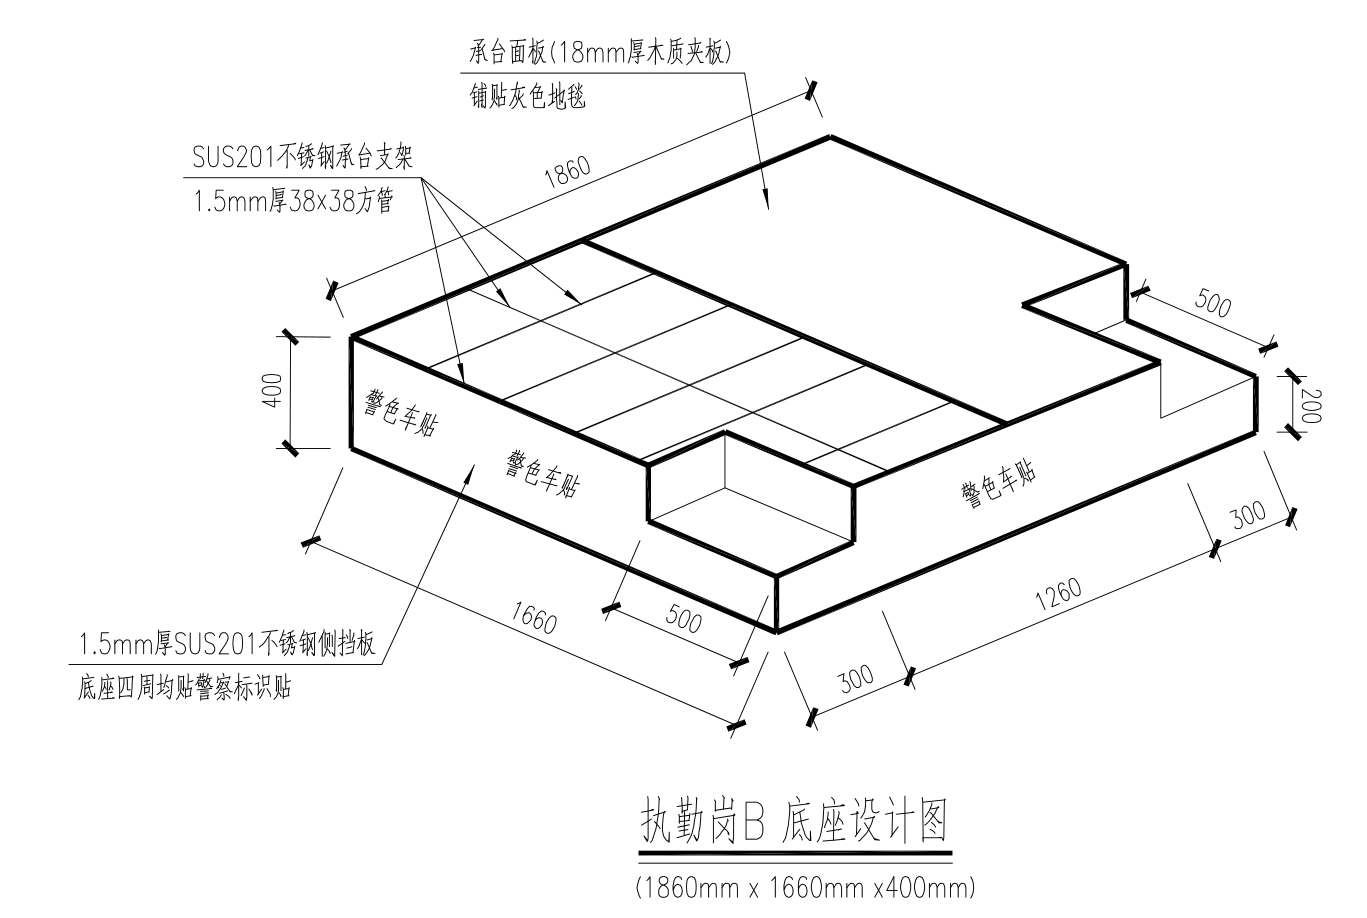 承台面板(18mm厚木质夹板)
铺贴灰色地毯
SUS201不锈钢承台支架
1.5mm厚38x38方管
1860
500
400
200
警色车贴
警色车贴
警色车贴
300
1260
1660
500
300
1.5mm厚SUS201不锈钢侧挡板
底座四周均贴警察标识贴
执勤岗B 底座设计图
(1860mm x 1660mm x400mm)